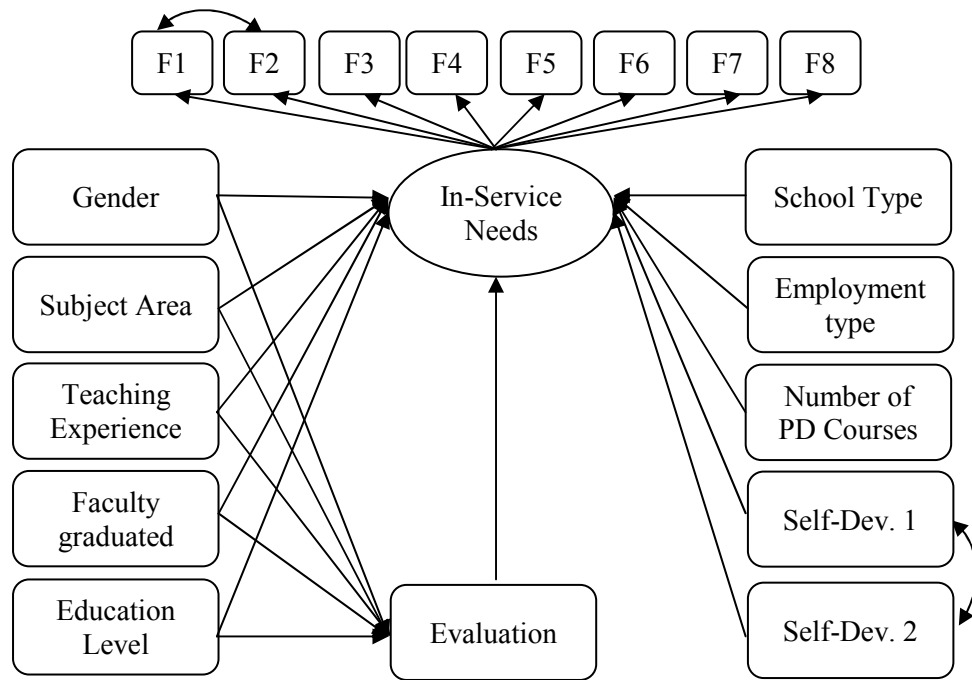 F1 F2 F3 F4 F5 F6 F7 F8
Gender
In-Service
Needs
School Type
Subject Area
Employment
type
Teaching
Experience
Number of
PD Courses
Faculty
graduated
Self-Dev. 1
Education
Level
Evaluation
Self-Dev. 2